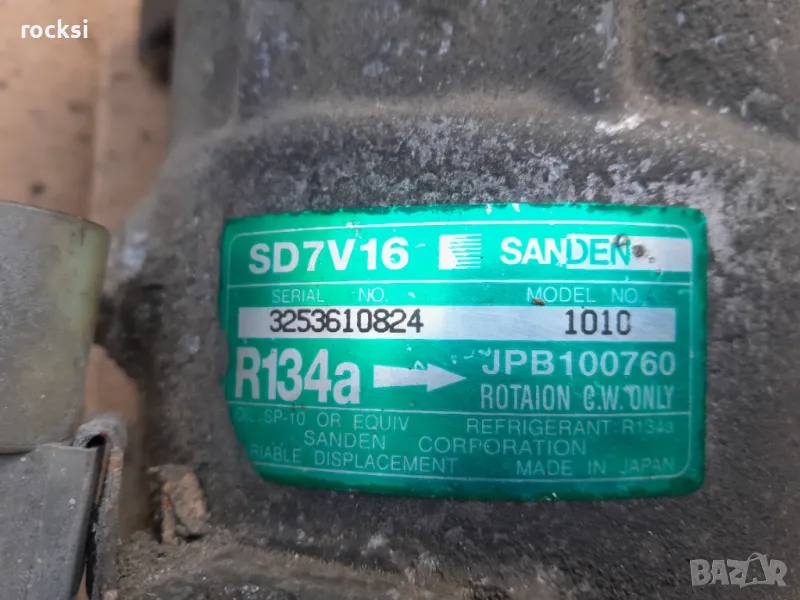 rocksi
SD7V16 SANDEN
SERIAL NO. MODEL NO.
3253610824 1010
R134a JPB100760
ROTAION C.W. ONLY
OIL SP-10 OR EQUIV REFRIGERANT R134a
SANDEN CORPORATION
RIABLE DISPLACEMENT MADE IN JAPAN
BAZAR